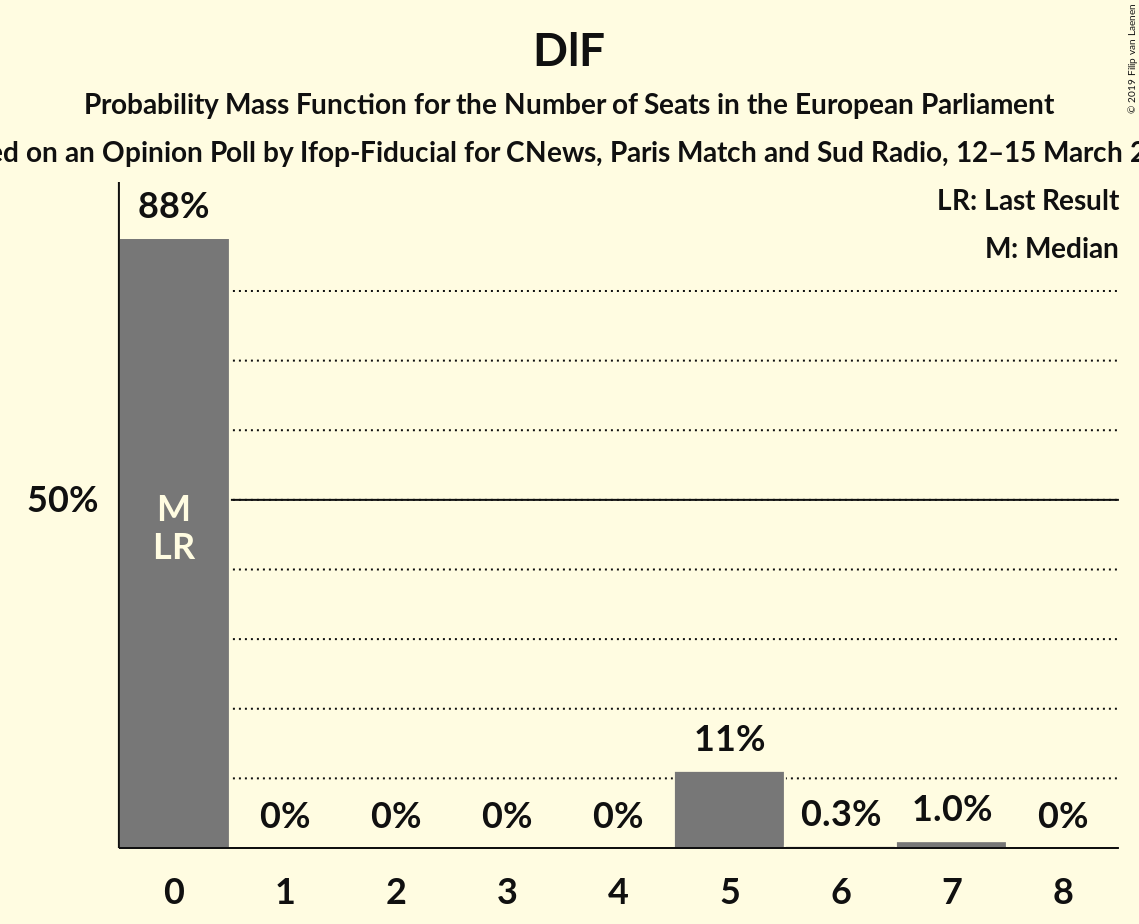 DIF
Probability Mass Function for the Number of Seats in the European Parliament
on an Opinion Poll by Ifop-Fiducial for CNews, Paris Match and Sud Radio, 12–15 March
© 2019 Filip van Laenen
LR: Last Result
M: Median
88%
50%
M
LR
11%
0% 0% 0% 0% 0.3% 1.0% 0%
0 1 2 3 4 5 6 7 8